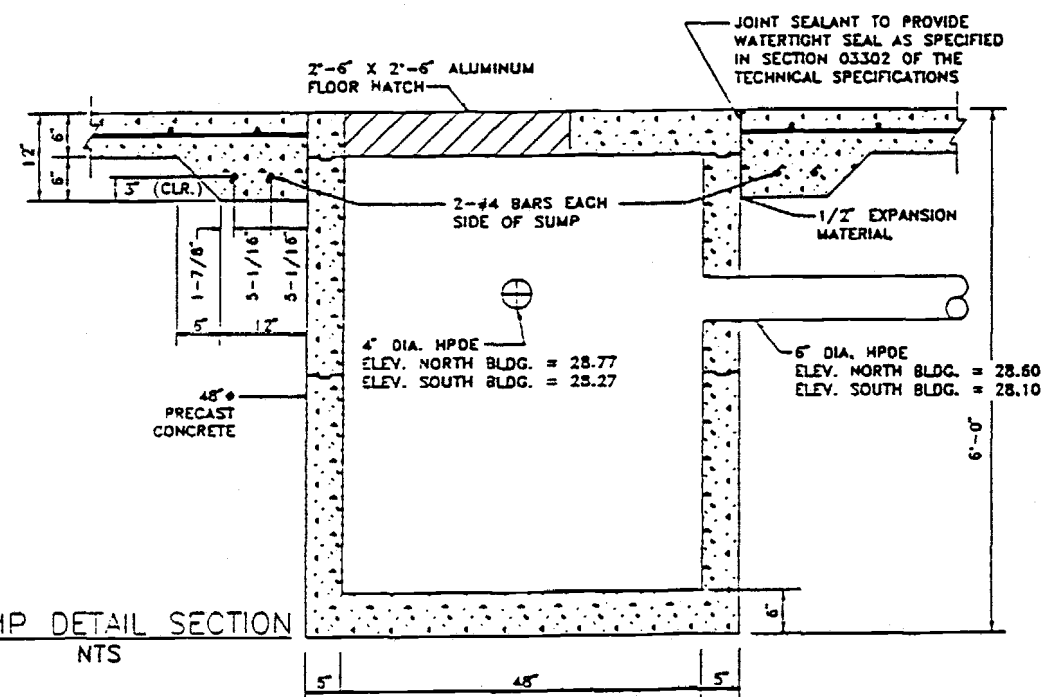 JOINT SEALANT TO PROVIDE
WATERTIGHT SEAL AS SPECIFIED
IN SECTION 03302 OF THE
TECHNICAL SPECIFICATIONS
2'-6" X 2'-6" ALUMINUM
FLOOR HATCH
12"
6"
6"
3" (CLR.)
2-#4 BARS EACH
SIDE OF SUMP
1/2" EXPANSION
MATERIAL
1-7/8"
5-1/16"
5-1/16"
5"
12"
4" DIA. HPDE
ELEV. NORTH BLDG. = 28.77
ELEV. SOUTH BLDG. = 28.27
6" DIA. HPDE
ELEV. NORTH BLDG. = 28.60
ELEV. SOUTH BLDG. = 28.10
48"ø
PRECAST
CONCRETE
6'-0"
6"
MP DETAIL SECTION
NTS
5"
48"
5"